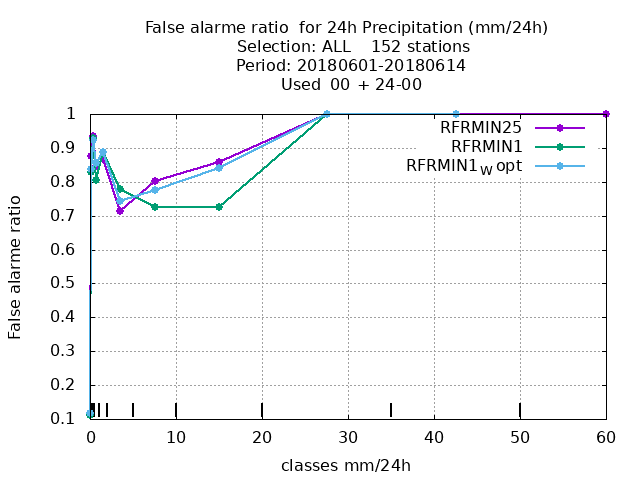 False alarme ratio  for 24h Precipitation (mm/24h)
Selection: ALL    152 stations
Period: 20180601-20180614
Used  00 + 24-00
RFRMIN25
RFRMIN1
RFRMIN1W opt
False alarme ratio
1
0.9
0.8
0.7
0.6
0.5
0.4
0.3
0.2
0.1
0 10 20 30 40 50 60
classes mm/24h